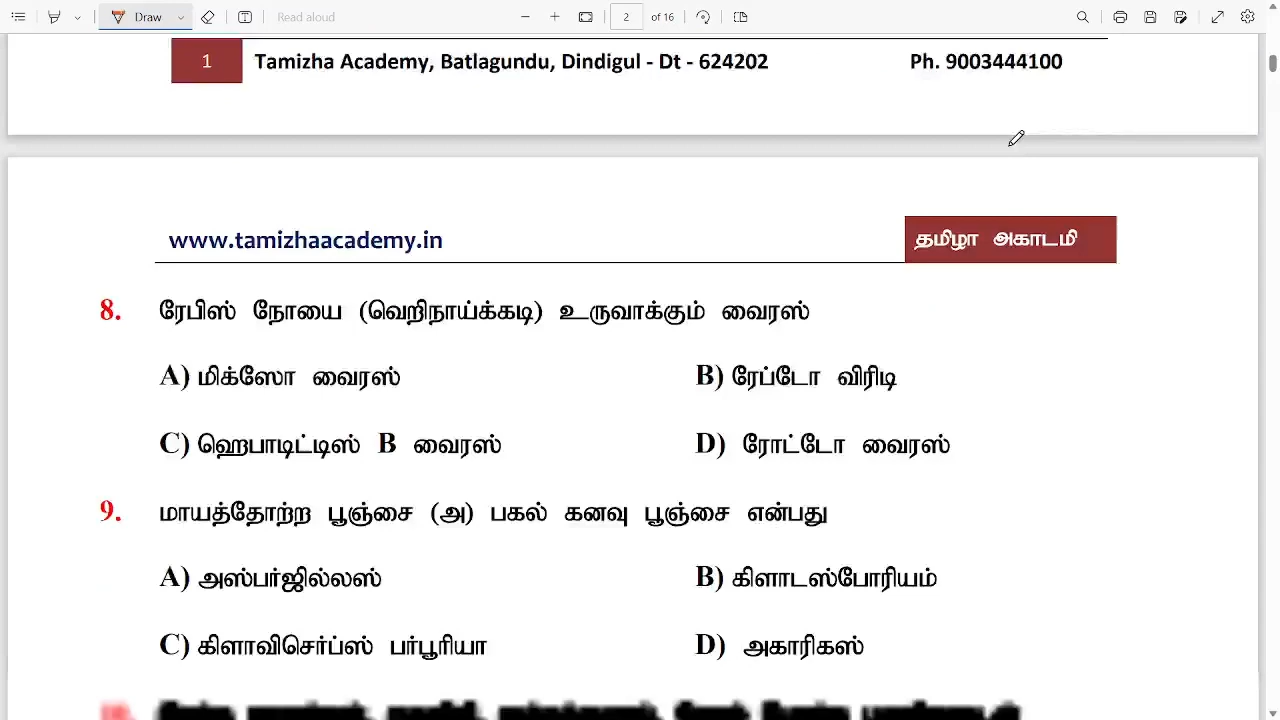 Draw
Read aloud
2 of 16
1 Tamizha Academy, Batlagundu, Dindigul - Dt - 624202 Ph. 9003444100
www.tamizhaacademy.in தமிழா அகாடமி
8. ரேபிஸ் நோயை (வெறிநாய்க்கடி) உருவாக்கும் வைரஸ்
A) மிக்ஸோ வைரஸ் B) ரேப்டோ விரிடி
C) ஹெபாடிட்டிஸ் B வைரஸ் D) ரோட்டோ வைரஸ்
9. மாயத்தோற்ற பூஞ்சை (அ) பகல் கனவு பூஞ்சை என்பது
A) அஸ்பர்ஜில்லஸ் B) கிளாடஸ்போரியம்
C) கிளாவிசெர்ப்ஸ் பர்பூரியா D) அகாரிகஸ்